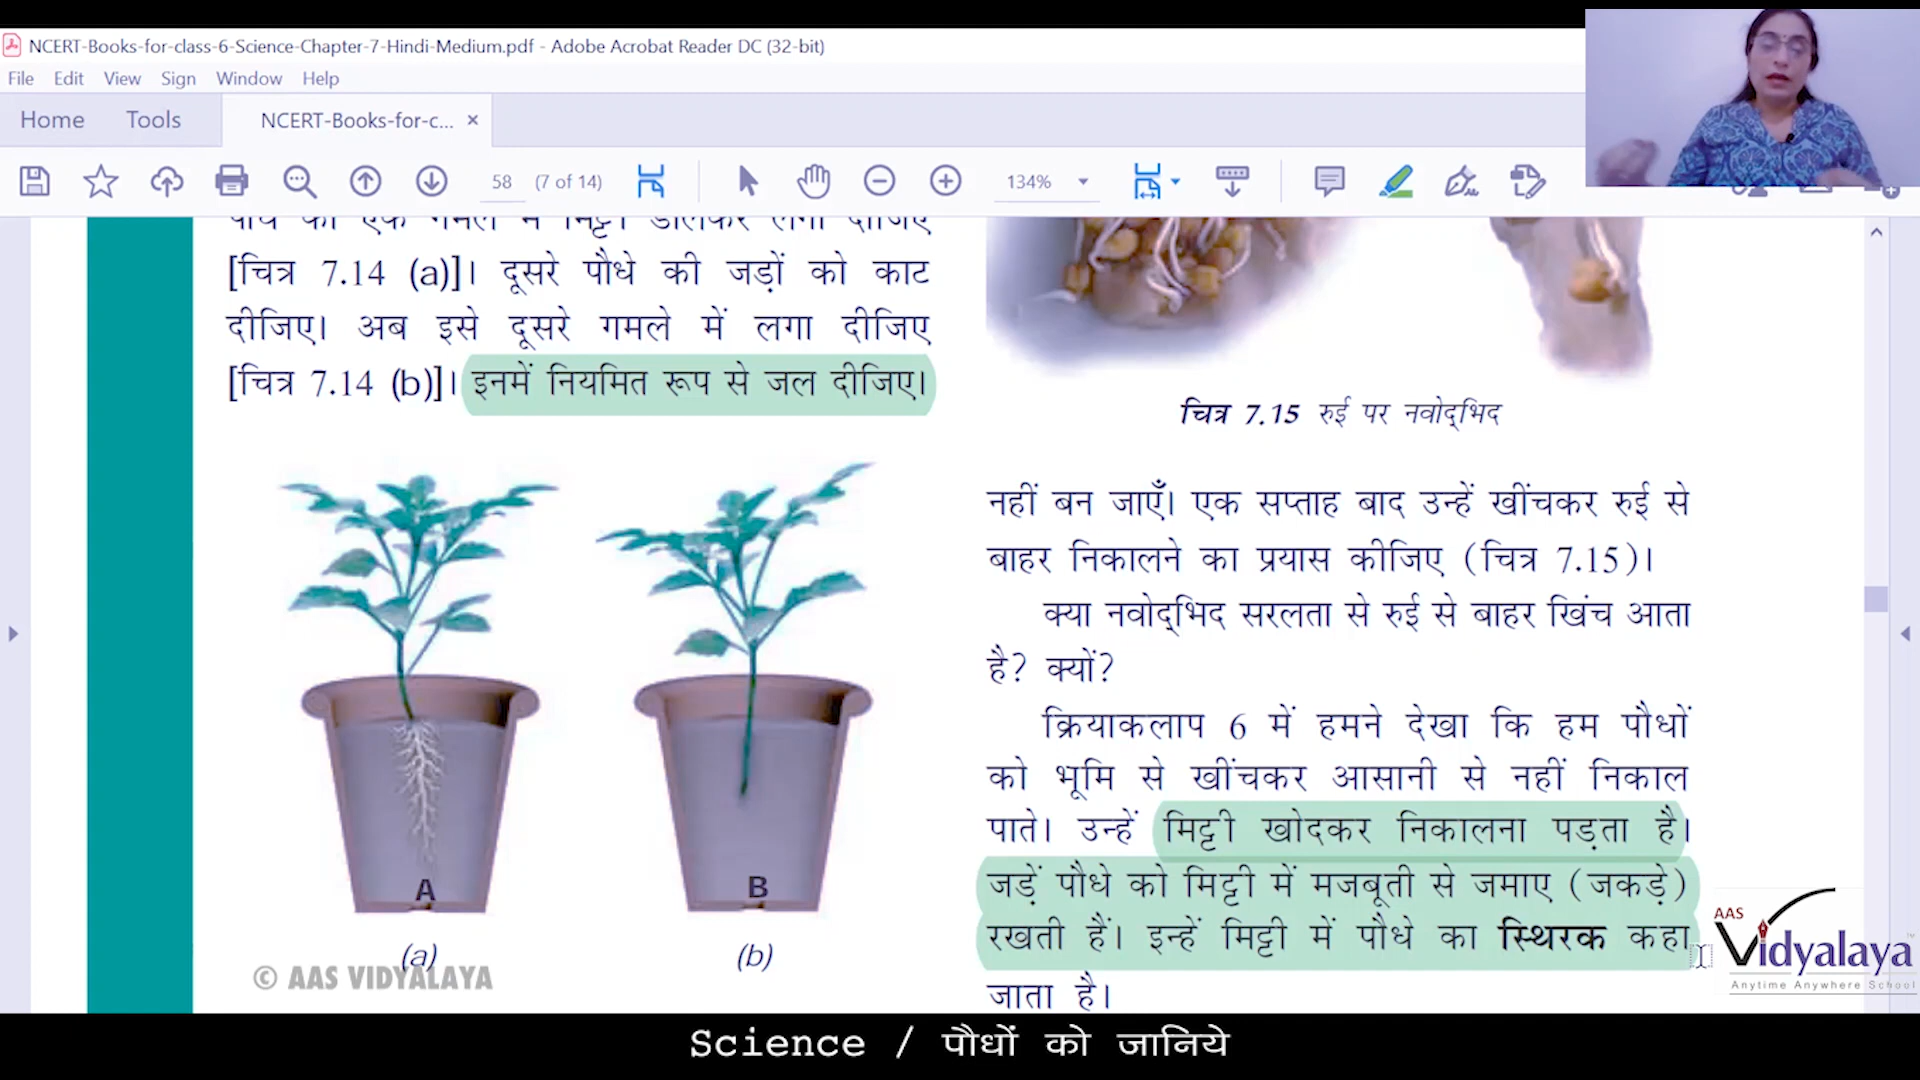 NCERT-Books-for-class-6-Science-Chapter-7-Hindi-Medium.pdf - Adobe Acrobat Reader DC (32-bit)
File Edit View Sign Window Help
Home Tools NCERT-Books-for-c... ×
58 (7 of 14) 134%
[चित्र 7.14 (a)]। दूसरे पौधे की जड़ों को काट
दीजिए। अब इसे दूसरे गमले में लगा दीजिए
[चित्र 7.14 (b)]। इनमें नियमित रूप से जल दीजिए।
A
B
(a)
(b)
© AAS VIDYALAYA
चित्र 7.15 रुई पर नवोद्‌भिद
नहीं बन जाएँ। एक सप्ताह बाद उन्हें खींचकर रुई से
बाहर निकालने का प्रयास कीजिए (चित्र 7.15)।
क्या नवोद्‌भिद सरलता से रुई से बाहर खिंच आता
है? क्यों?
क्रियाकलाप 6 में हमने देखा कि हम पौधों
को भूमि से खींचकर आसानी से नहीं निकाल
पाते। उन्हें मिट्टी खोदकर निकालना पड़ता है।
जड़ें पौधे को मिट्टी में मजबूती से जमाए (जकड़े)
रखती हैं। इन्हें मिट्टी में पौधे का स्थिरक कहा
जाता है।
AAS
Vidyalaya
Anytime Anywhere School
Science / पौधों को जानिये